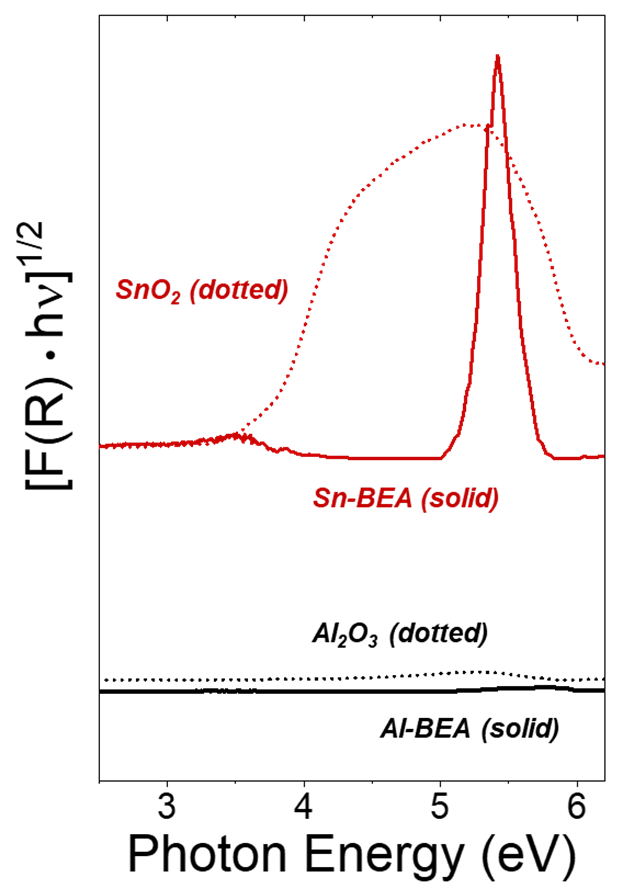 [F(R) • hν]^1/2
SnO₂ (dotted)
Sn-BEA (solid)
Al₂O₃ (dotted)
Al-BEA (solid)
3 4 5 6
Photon Energy (eV)